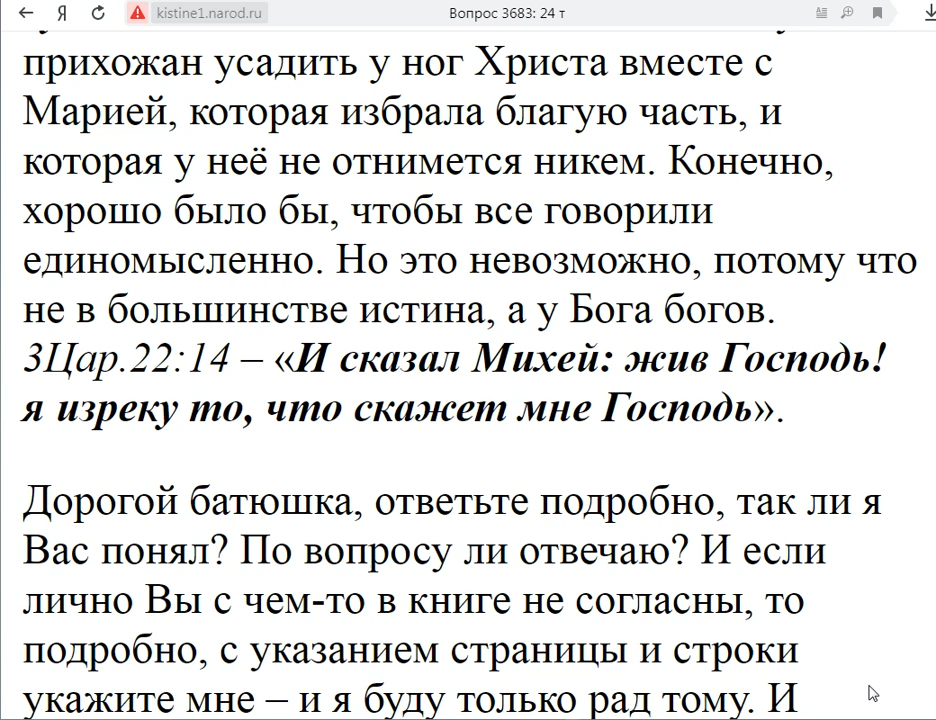 kistine1.narod.ru
Вопрос 3683: 24 т
прихожан усадить у ног Христа вместе с
Марией, которая избрала благую часть, и
которая у неё не отнимется никем. Конечно,
хорошо было бы, чтобы все говорили
единомысленно. Но это невозможно, потому что
не в большинстве истина, а у Бога богов.
3Цар.22:14 – «И сказал Михей: жив Господь!
я изреку то, что скажет мне Господь».
Дорогой батюшка, ответьте подробно, так ли я
Вас понял? По вопросу ли отвечаю? И если
лично Вы с чем-то в книге не согласны, то
подробно, с указанием страницы и строки
укажите мне – и я буду только рад тому. И